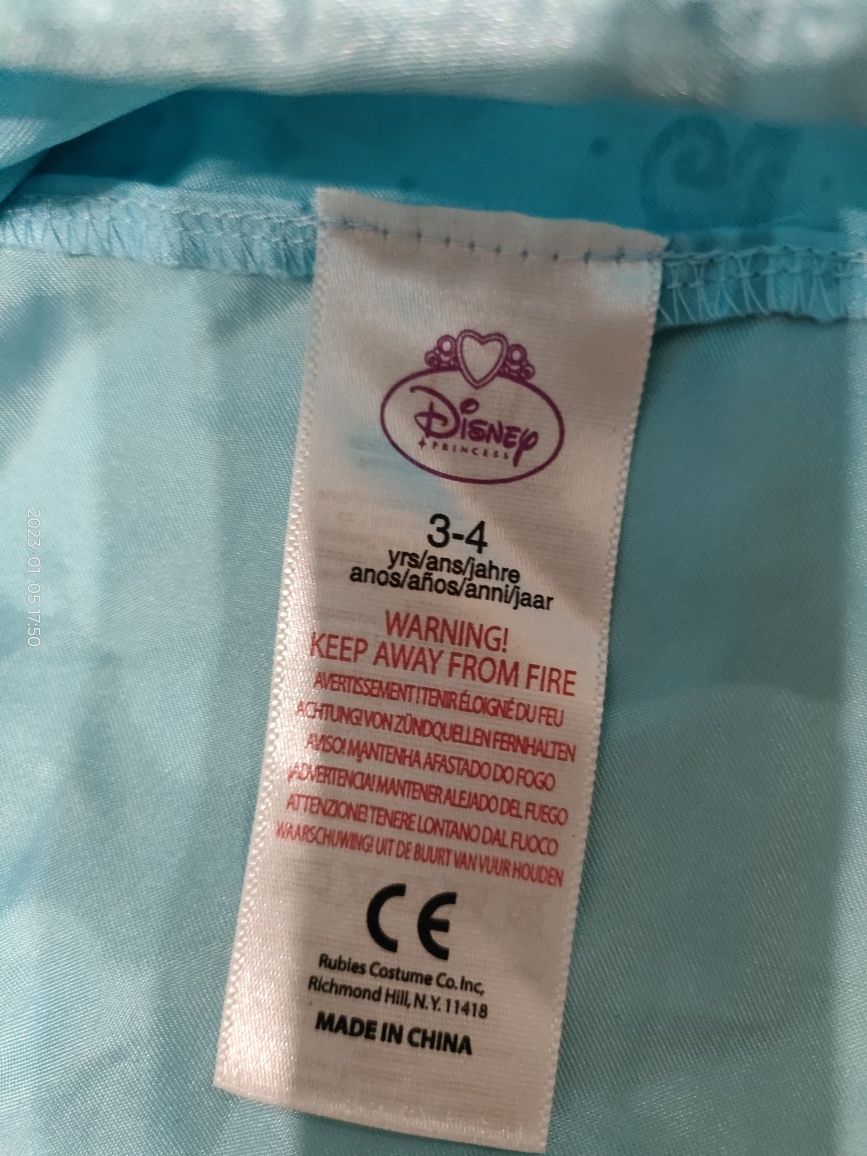 Disney
PRINCESS
3-4
yrs/ans/jahre
anos/años/anni/jaar
WARNING!
KEEP AWAY FROM FIRE
AVERTISSEMENT! TENIR ÉLOIGNÉ DU FEU
ACHTUNG! VON ZÜNDQUELLEN FERNHALTEN
AVISO! MANTENHA AFASTADO DO FOGO
¡ADVERTENCIA! MANTENER ALEJADO DEL FUEGO
ATTENZIONE! TENERE LONTANO DAL FUOCO
WAARSCHUWING! UIT DE BUURT VAN VUUR HOUDEN
CE
Rubies Costume Co. Inc,
Richmond Hill, N.Y. 11418
MADE IN CHINA
2023 01 05 17:50